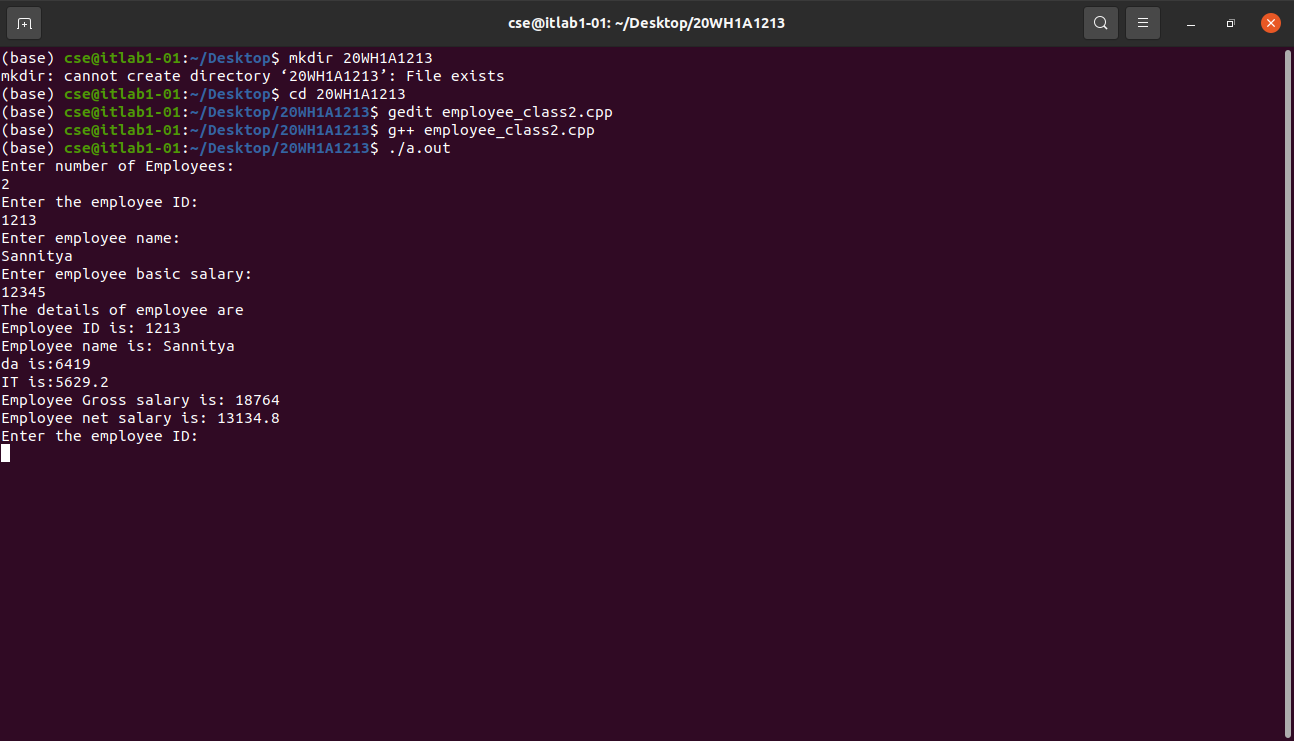 cse@itlab1-01: ~/Desktop/20WH1A1213
(base) cse@itlab1-01:~/Desktop$ mkdir 20WH1A1213
mkdir: cannot create directory ‘20WH1A1213’: File exists
(base) cse@itlab1-01:~/Desktop$ cd 20WH1A1213
(base) cse@itlab1-01:~/Desktop/20WH1A1213$ gedit employee_class2.cpp
(base) cse@itlab1-01:~/Desktop/20WH1A1213$ g++ employee_class2.cpp
(base) cse@itlab1-01:~/Desktop/20WH1A1213$ ./a.out
Enter number of Employees:
2
Enter the employee ID:
1213
Enter employee name:
Sannitya
Enter employee basic salary:
12345
The details of employee are
Employee ID is: 1213
Employee name is: Sannitya
da is:6419
IT is:5629.2
Employee Gross salary is: 18764
Employee net salary is: 13134.8
Enter the employee ID: